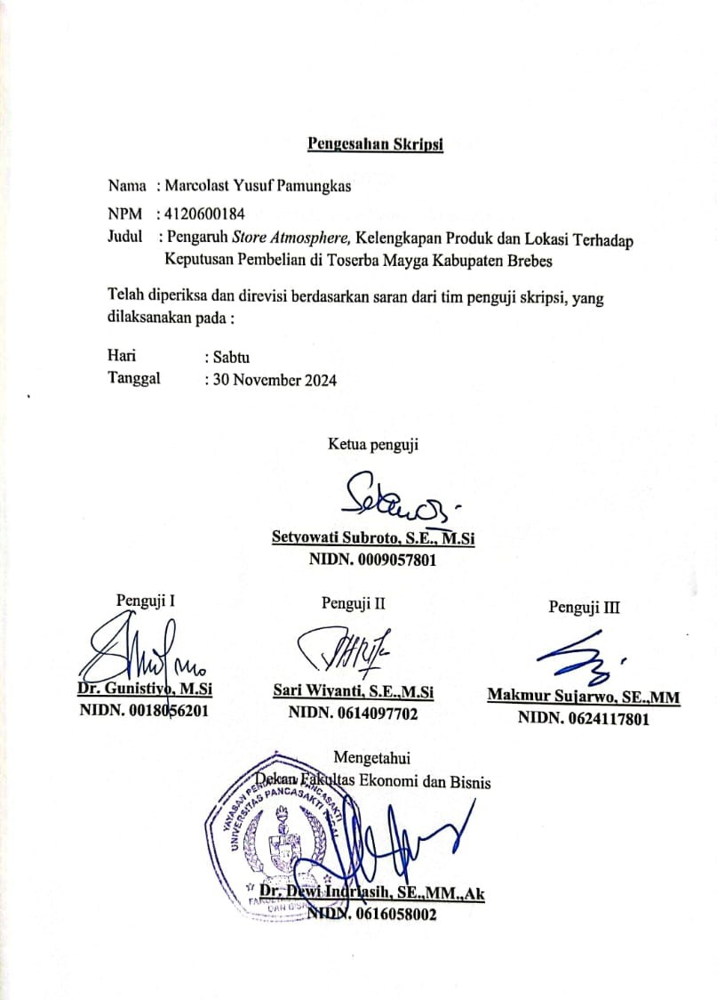 Pengesahan Skripsi
Nama : Marcolast Yusuf Pamungkas
NPM : 4120600184
Judul : Pengaruh Store Atmosphere, Kelengkapan Produk dan Lokasi Terhadap
Keputusan Pembelian di Toserba Mayga Kabupaten Brebes
Telah diperiksa dan direvisi berdasarkan saran dari tim penguji skripsi, yang
dilaksanakan pada :
Hari : Sabtu
Tanggal : 30 November 2024
Ketua penguji
Setyowati Subroto, S.E., M.Si
NIDN. 0009057801
Penguji I
Penguji II
Penguji III
Dr. Gunistiyo, M.Si
NIDN. 0018056201
Sari Wiyanti, S.E.,M.Si
NIDN. 0614097702
Makmur Sujarwo, SE.,MM
NIDN. 0624117801
Mengetahui
Dekan Fakultas Ekonomi dan Bisnis
YAYASAN PANCASAKTI
UNIVERSITAS PANCASAKTI TEGAL
Dr. Dewi Indriasih, SE.,MM.,Ak
NIDN. 0616058002